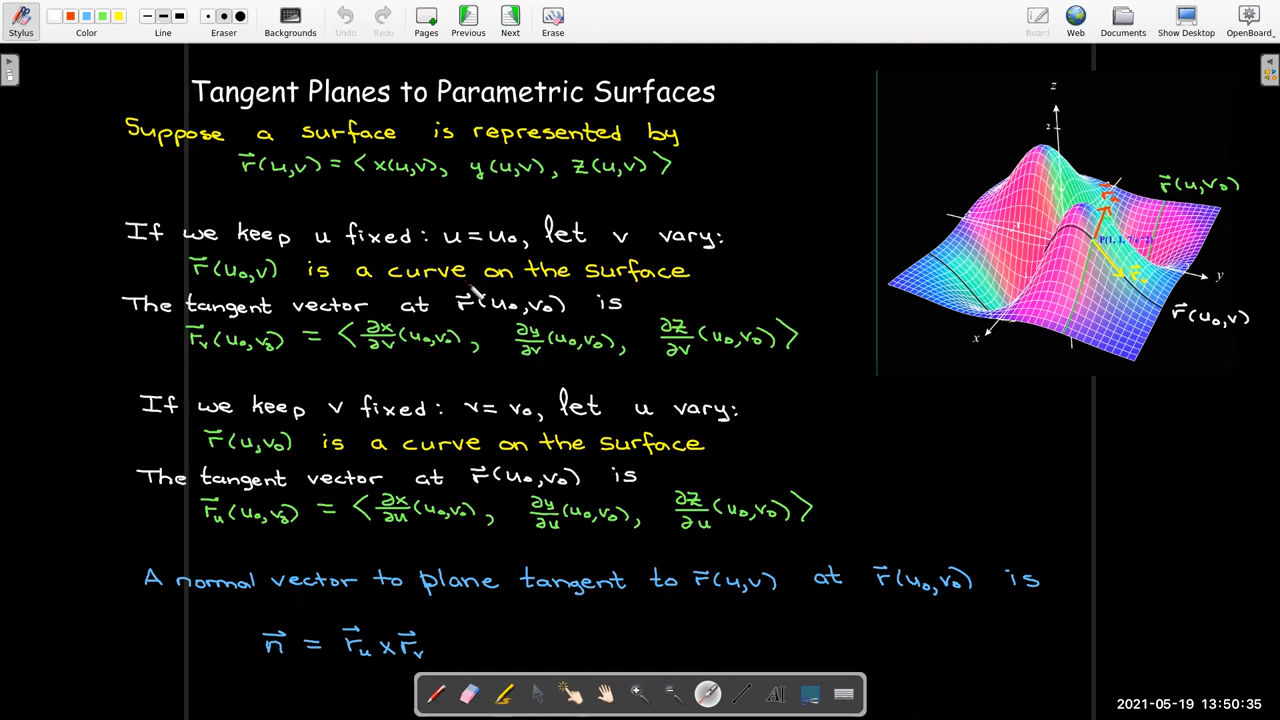 Stylus Color Line Eraser Backgrounds Undo Redo Pages Previous Next Erase Board Web Documents Show Desktop OpenBoard
Tangent Planes to Parametric Surfaces
Suppose a surface is represented by
r⃗(u,v) = ⟨x(u,v), y(u,v), z(u,v)⟩
If we keep u fixed: u = u₀, let v vary:
r⃗(u₀,v) is a curve on the surface
The tangent vector at r⃗(u₀,v₀) is
r⃗ᵥ(u₀,v₀) = ⟨∂x/∂v(u₀,v₀), ∂y/∂v(u₀,v₀), ∂z/∂v(u₀,v₀)⟩
If we keep v fixed: v = v₀, let u vary:
r⃗(u,v₀) is a curve on the surface
The tangent vector at r⃗(u₀,v₀) is
r⃗ᵤ(u₀,v₀) = ⟨∂x/∂u(u₀,v₀), ∂y/∂u(u₀,v₀), ∂z/∂u(u₀,v₀)⟩
A normal vector to plane tangent to r⃗(u,v) at r⃗(u₀,v₀) is
n⃗ = r⃗ᵤ × r⃗ᵥ
z
2
r⃗(u,v₀)
y
r⃗(u₀,v)
x
AI
2021-05-19 13:50:35